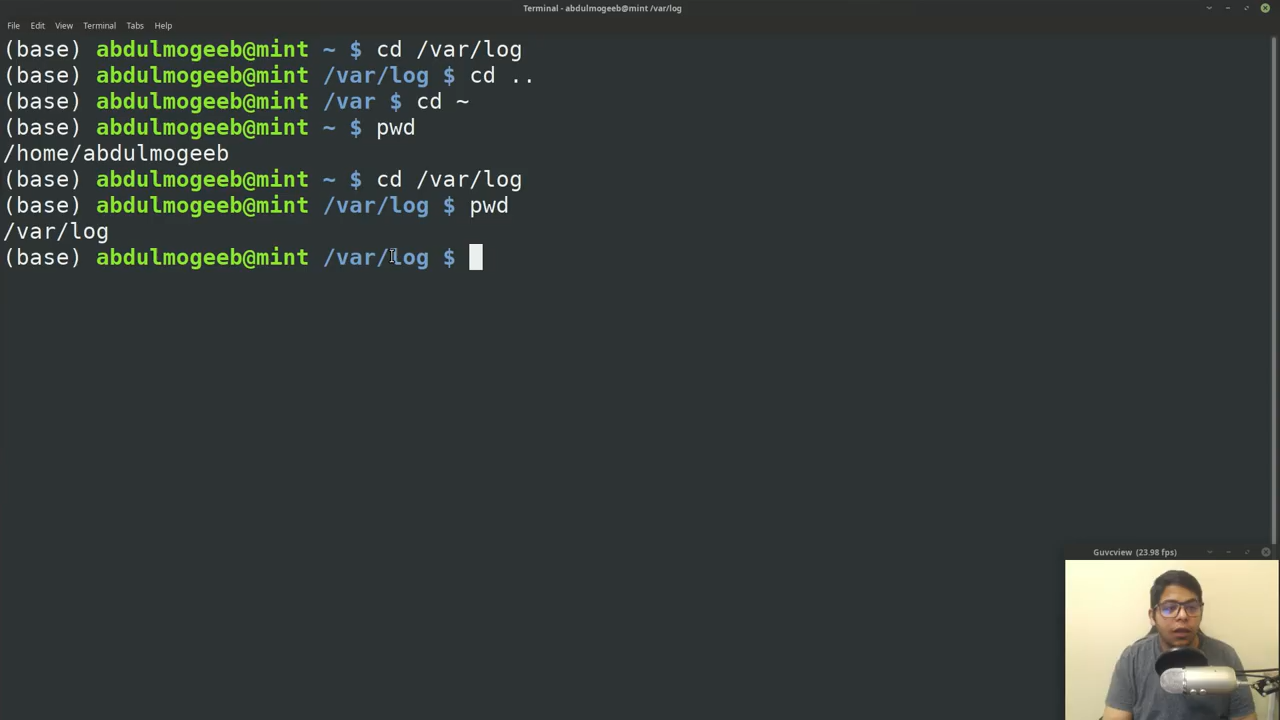 Terminal - abdulmogeeb@mint /var/log
File Edit View Terminal Tabs Help
(base) abdulmogeeb@mint ~ $ cd /var/log
(base) abdulmogeeb@mint /var/log $ cd ..
(base) abdulmogeeb@mint /var $ cd ~
(base) abdulmogeeb@mint ~ $ pwd
/home/abdulmogeeb
(base) abdulmogeeb@mint ~ $ cd /var/log
(base) abdulmogeeb@mint /var/log $ pwd
/var/log
(base) abdulmogeeb@mint /var/log $
Guvcview (23.98 fps)